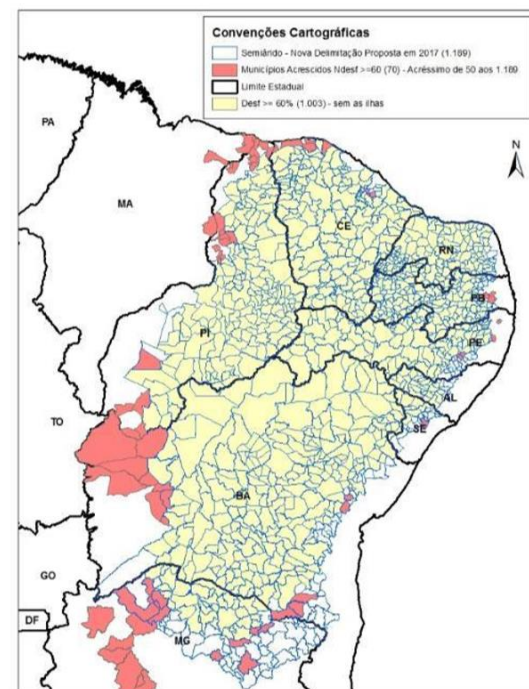 Convenções Cartográficas
Semiárido - Nova Delimitação Proposta em 2017 (1.189)
Municípios Acrescidos Ndesf >=60 (70) - Acréssimo de 50 aos 1.189
Limite Estadual
Desf >= 60% (1.003) - sem as ilhas
N
PA
MA
CE
RN
PB
PE
PI
AL
SE
TO
BA
GO
DF
MG